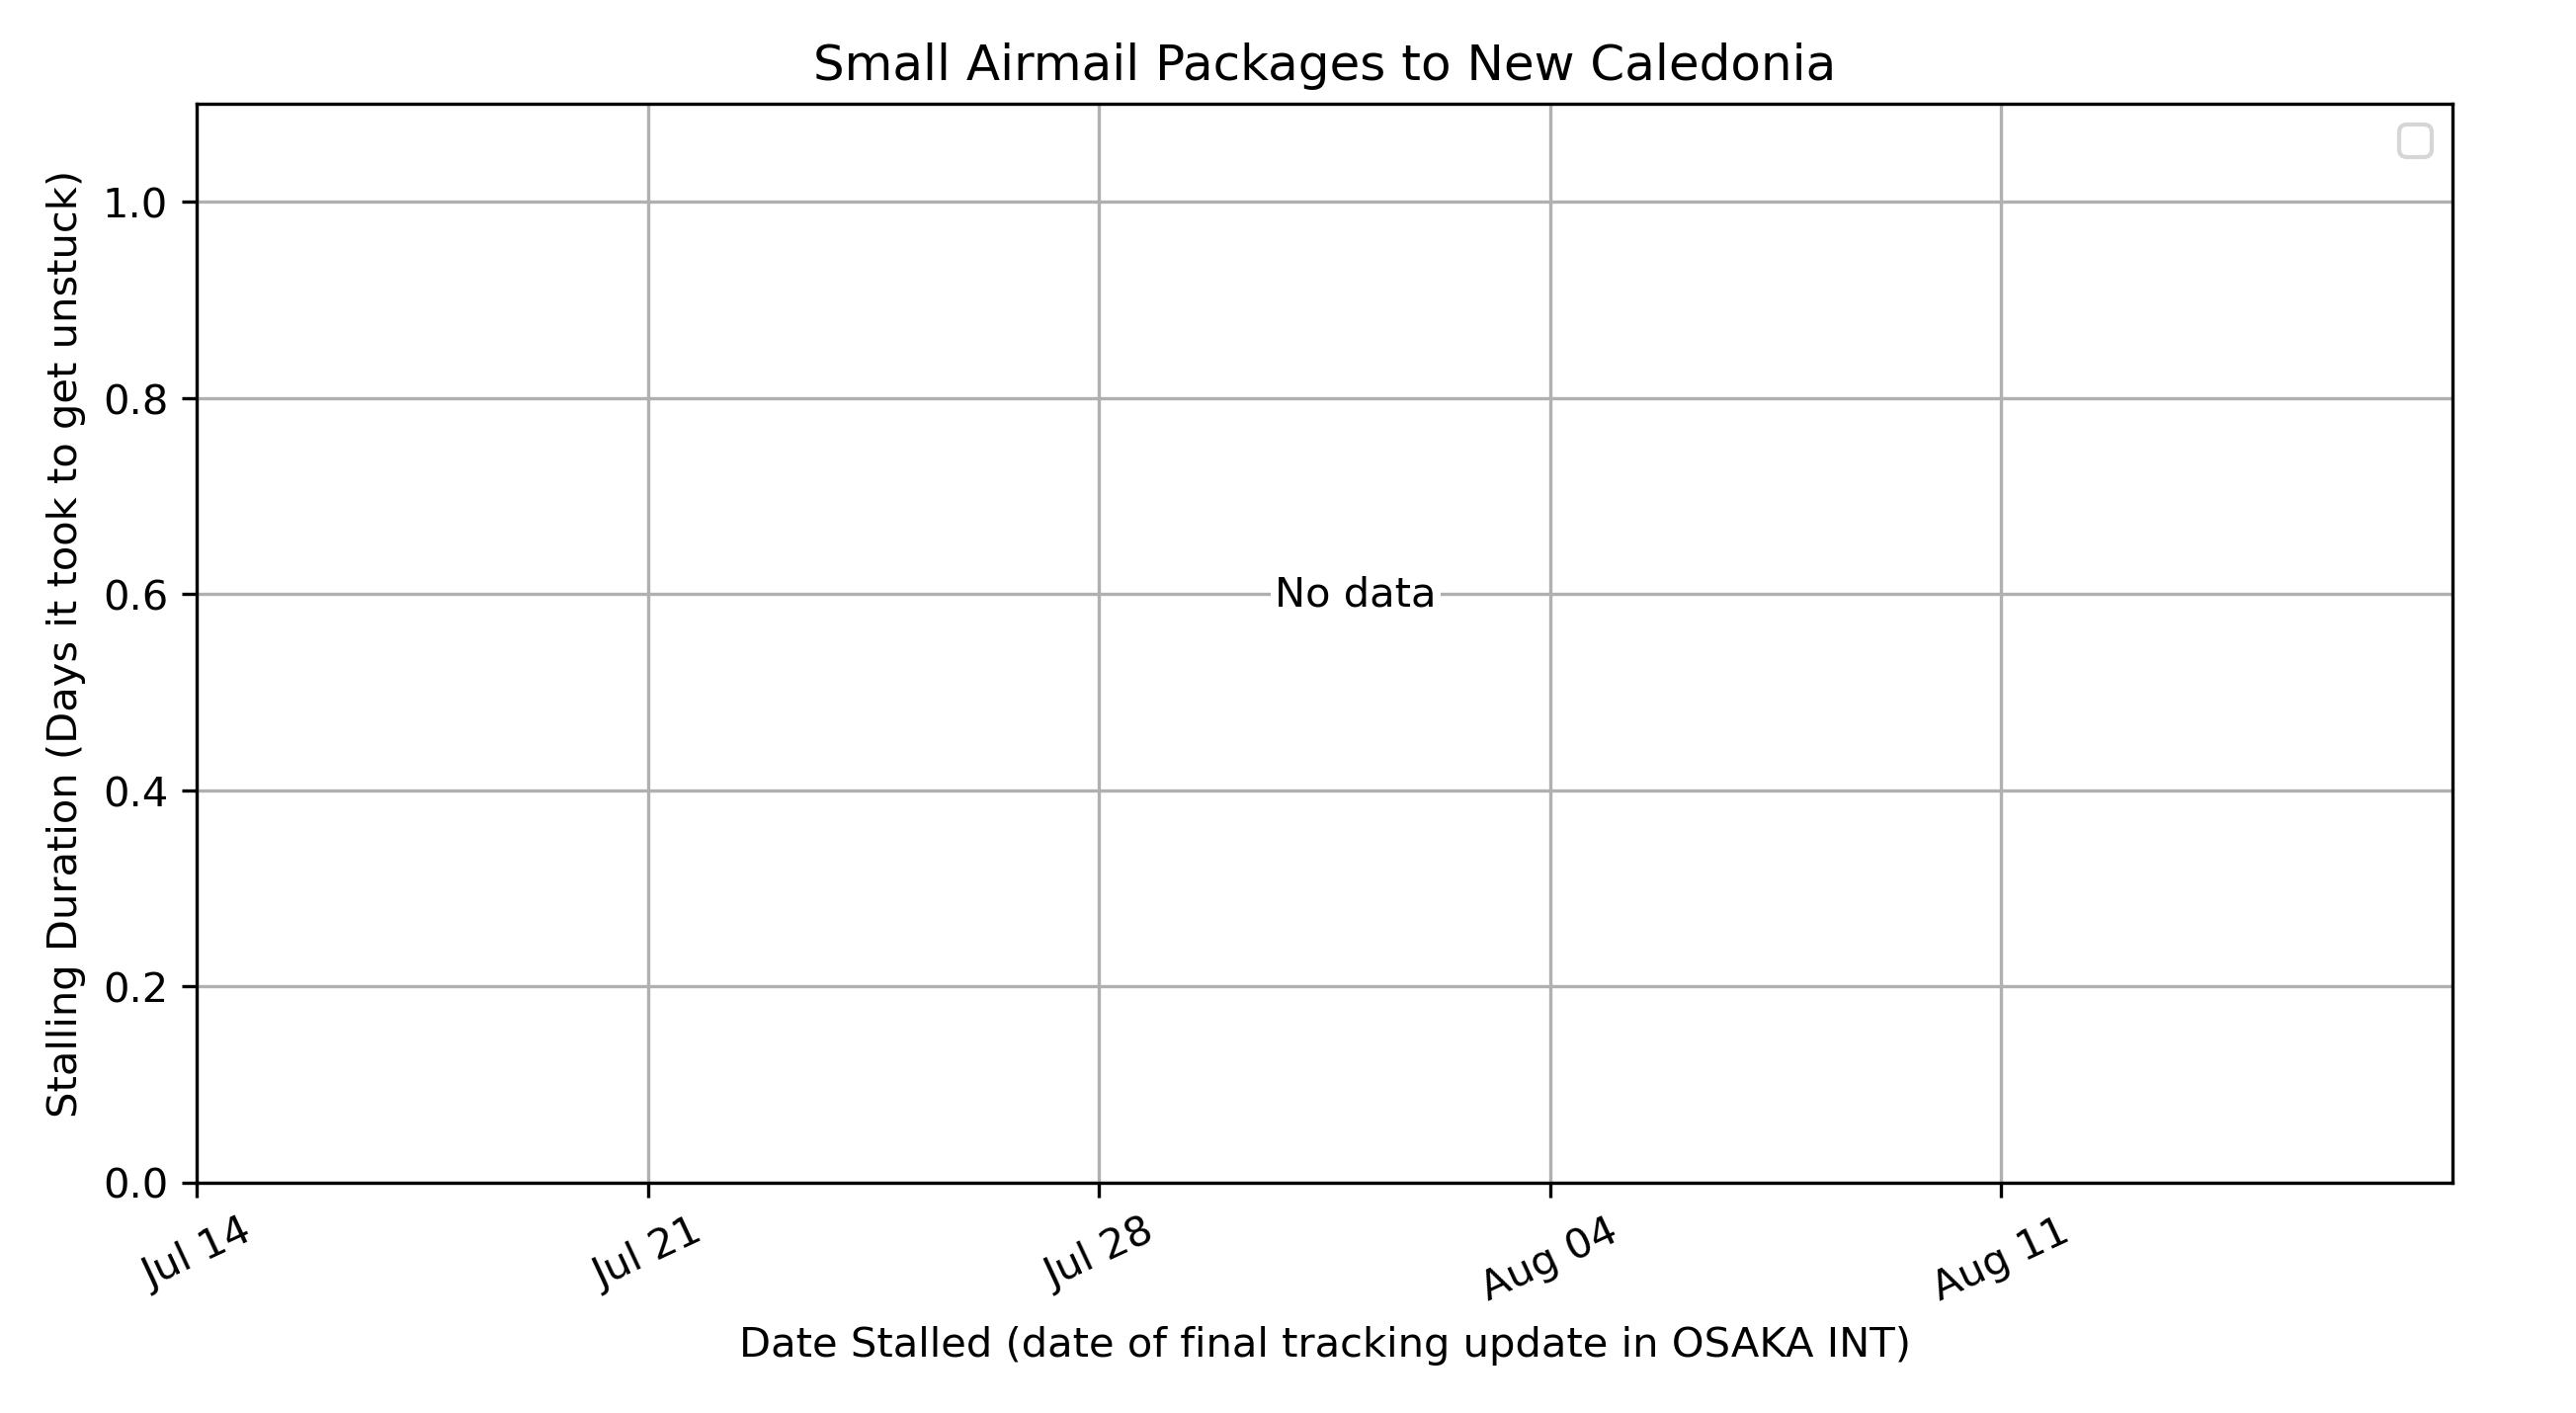 Small Airmail Packages to New Caledonia
Stalling Duration (Days it took to get unstuck)
1.0
0.8
0.6
0.4
0.2
0.0
No data
Jul 14
Jul 21
Jul 28
Aug 04
Aug 11
Date Stalled (date of final tracking update in OSAKA INT)